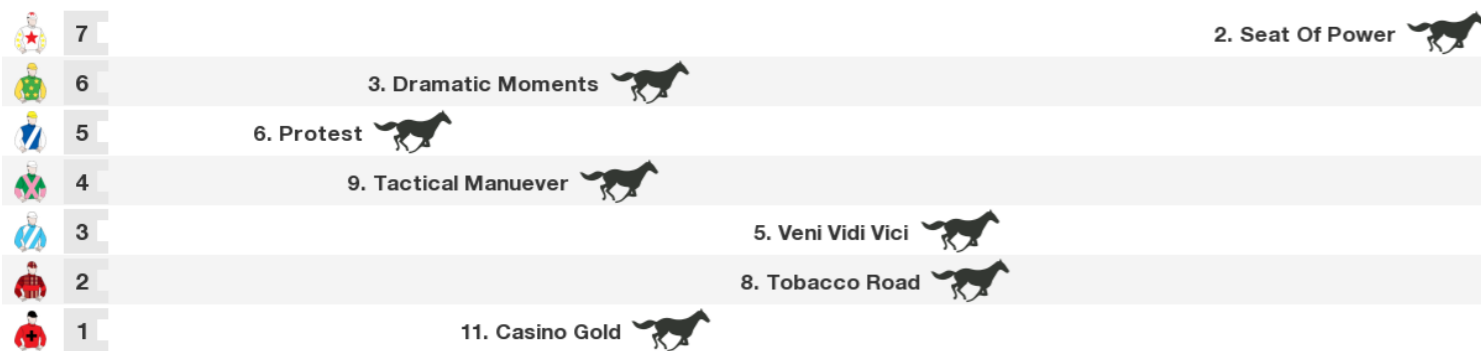 7 2. Seat Of Power
6 3. Dramatic Moments
5 6. Protest
4 9. Tactical Manuever
3 5. Veni Vidi Vici
2 8. Tobacco Road
1 11. Casino Gold